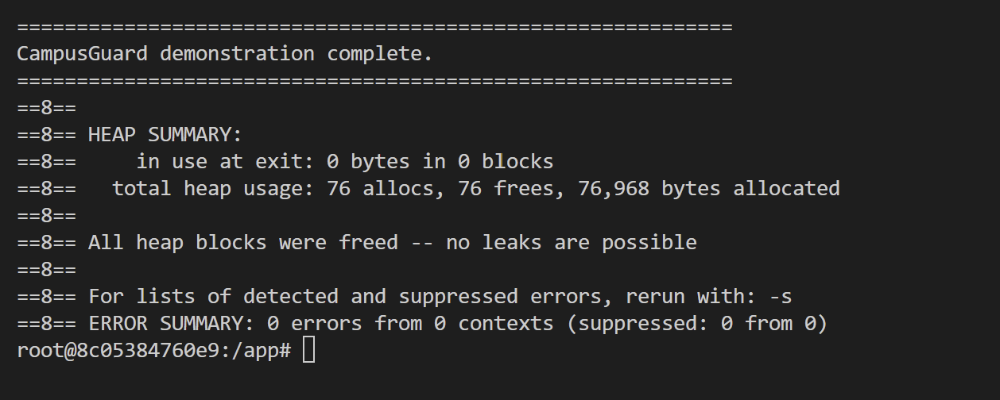 ============================================================
CampusGuard demonstration complete.
============================================================
==8==
==8== HEAP SUMMARY:
==8==     in use at exit: 0 bytes in 0 blocks
==8==   total heap usage: 76 allocs, 76 frees, 76,968 bytes allocated
==8==
==8== All heap blocks were freed -- no leaks are possible
==8==
==8== For lists of detected and suppressed errors, rerun with: -s
==8== ERROR SUMMARY: 0 errors from 0 contexts (suppressed: 0 from 0)
root@8c05384760e9:/app#